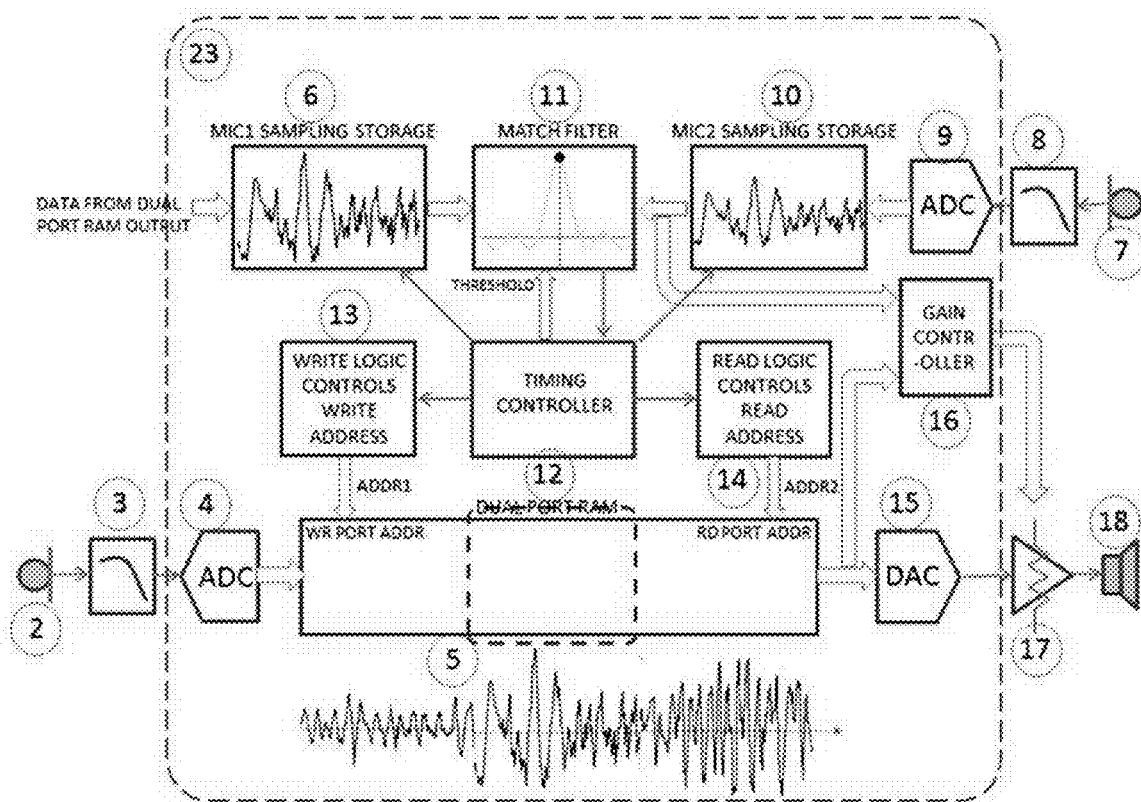 23
6
11
10
MIC1 SAMPLING STORAGE
MATCH FILTER
MIC2 SAMPLING STORAGE
9
8
DATA FROM DUAL
PORT RAM OUTPUT
ADC
7
THRESHOLD
13
WRITE LOGIC
CONTROLS
WRITE
ADDRESS
TIMING
CONTROLLER
READ LOGIC
CONTROLS
READ
ADDRESS
GAIN
CONTR
-OLLER
16
12
14
ADDR1
ADDR2
3
4
DUAL PORT RAM
15
18
WR PORT ADDR
RD PORT ADDR
ADC
DAC
2
5
17